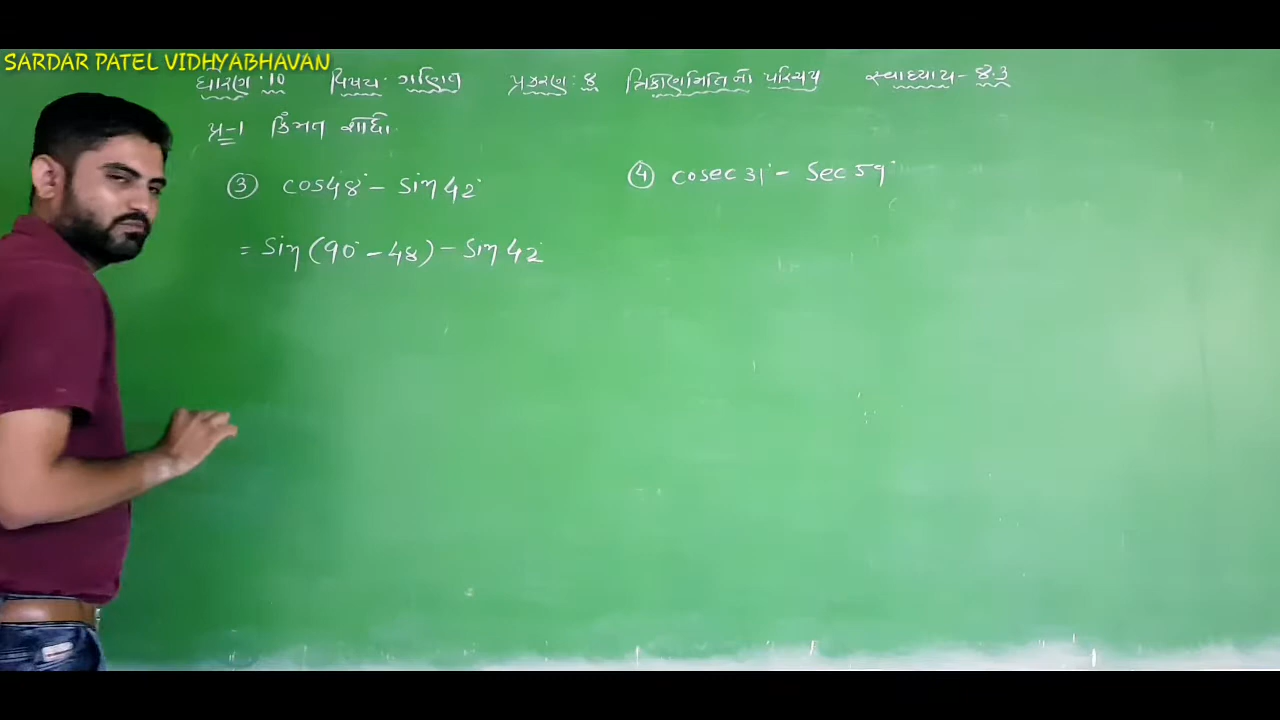 SARDAR PATEL VIDHYABHAVAN
ધોરણ : 10 વિષય : ગણિત પ્રકરણ : 8 ત્રિકોણમિતિનો પરિચય સ્વાધ્યાય - 8.3
પ્ર-1 કિંમત શોધો.
③ cos48° - sin42°
= sin(90° - 48) - sin42°
④ cosec31° - sec59°